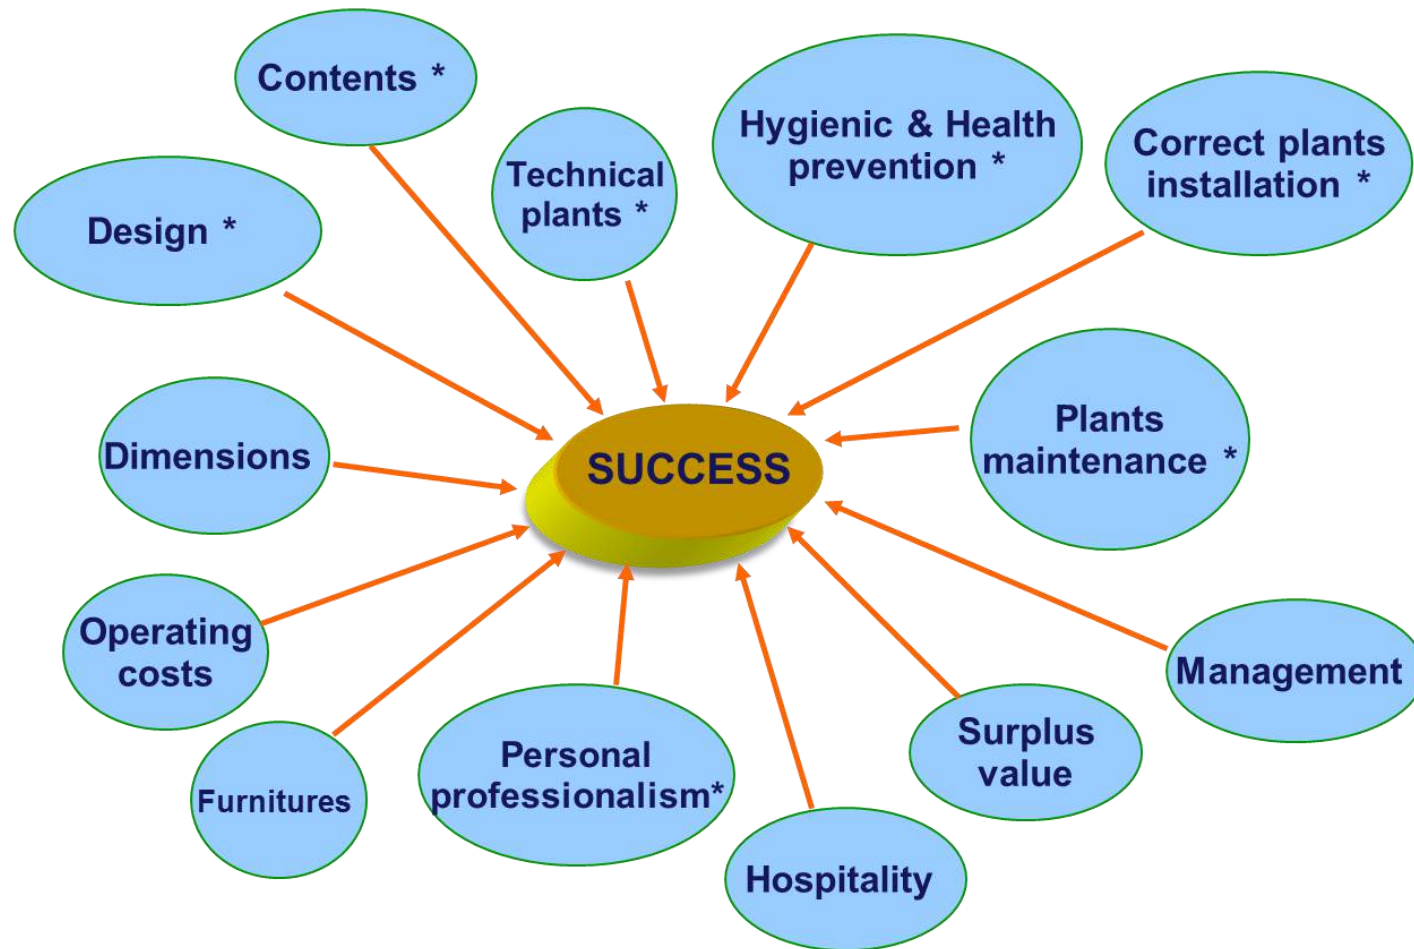 Contents *
Hygienic & Health
prevention *
Correct plants
installation *
Technical
plants *
Design *
Plants
maintenance *
Dimensions
SUCCESS
Operating
costs
Management
Surplus
value
Personal
professionalism*
Furnitures
Hospitality